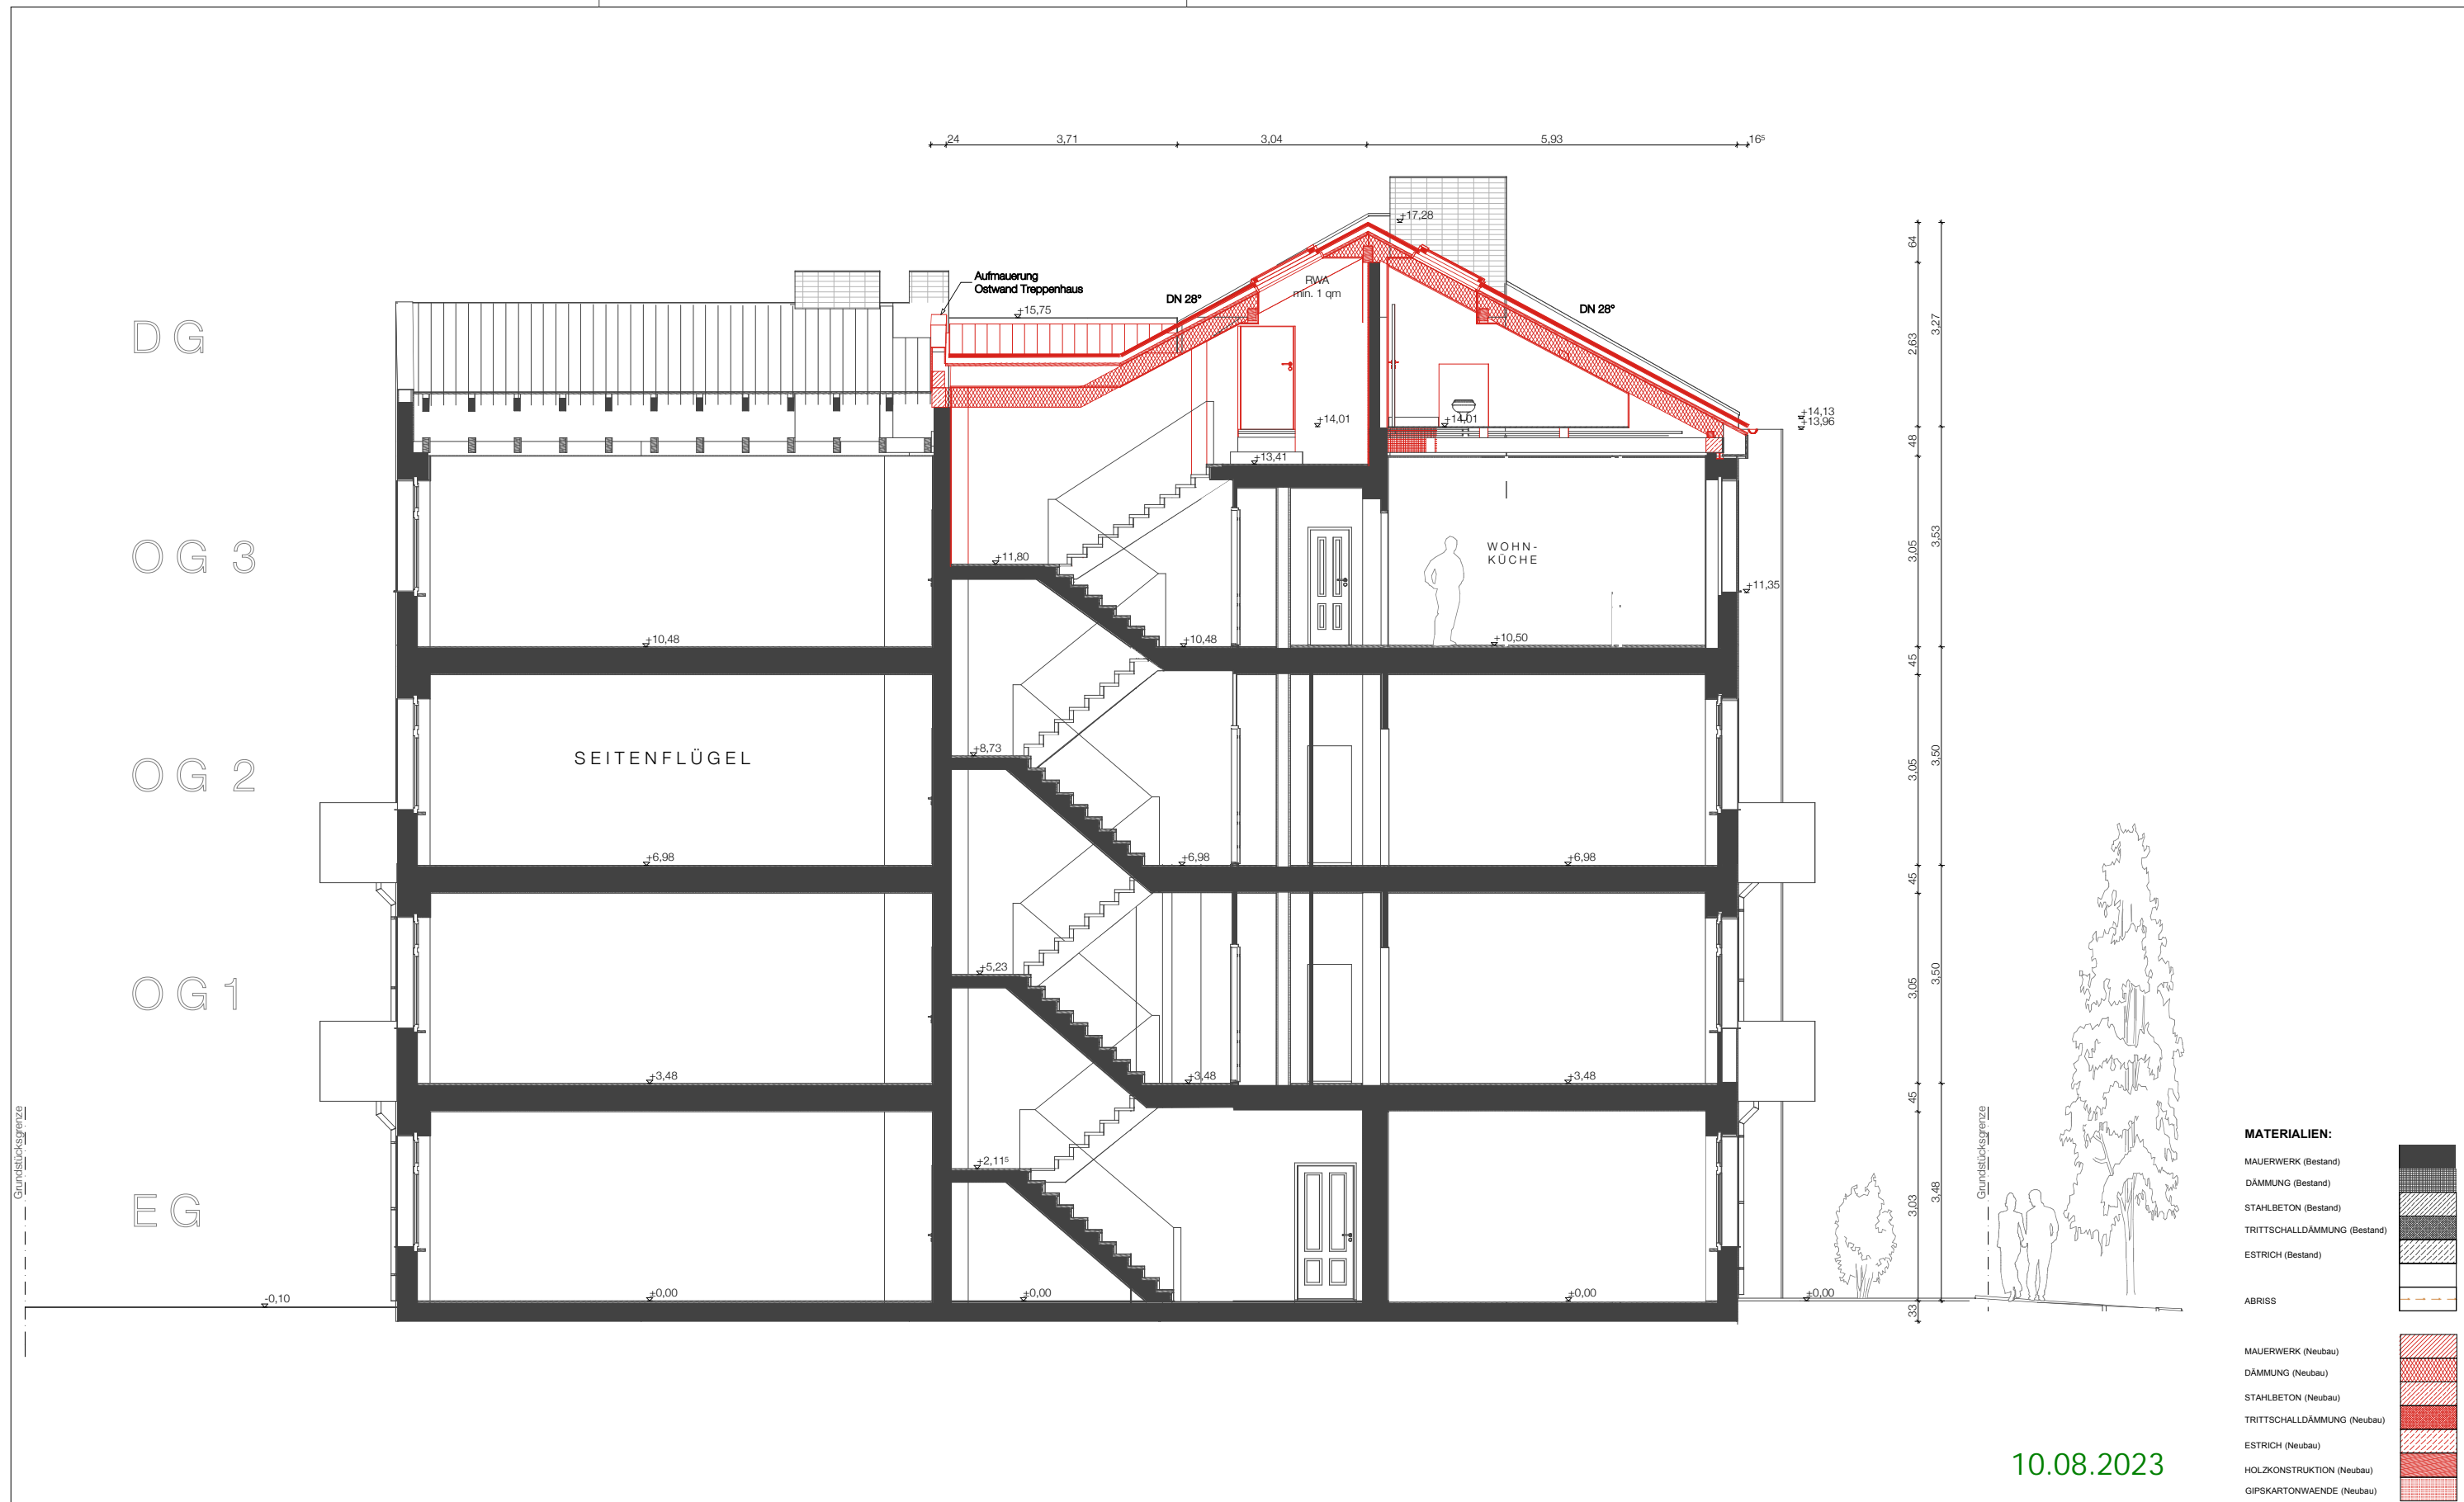 24
3,71
3,04
5,93
16⁵
+17,28
Aufmauerung
Ostwand Treppenhaus
+15,75
DN 28°
RWA
min. 1 qm
DN 28°
DG
64
2,63
3,27
+14,01
+14,01
+14,13
+13,96
+13,41
48
OG 3
+11,80
WOHN-
KÜCHE
+11,35
3,05
3,53
+10,48
+10,48
+10,50
45
OG 2
SEITENFLÜGEL
+8,73
3,05
3,50
+6,98
+6,98
+6,98
45
OG 1
+5,23
3,05
3,50
+3,48
+3,48
+3,48
45
Grundstücksgrenze
EG
+2,11⁵
3,03
3,48
Grundstücksgrenze
-0,10
±0,00
±0,00
±0,00
±0,00
33
MATERIALIEN:
MAUERWERK (Bestand)
DÄMMUNG (Bestand)
STAHLBETON (Bestand)
TRITTSCHALLDÄMMUNG (Bestand)
ESTRICH (Bestand)
ABRISS
MAUERWERK (Neubau)
DÄMMUNG (Neubau)
STAHLBETON (Neubau)
TRITTSCHALLDÄMMUNG (Neubau)
ESTRICH (Neubau)
HOLZKONSTRUKTION (Neubau)
GIPSKARTONWAENDE (Neubau)
10.08.2023